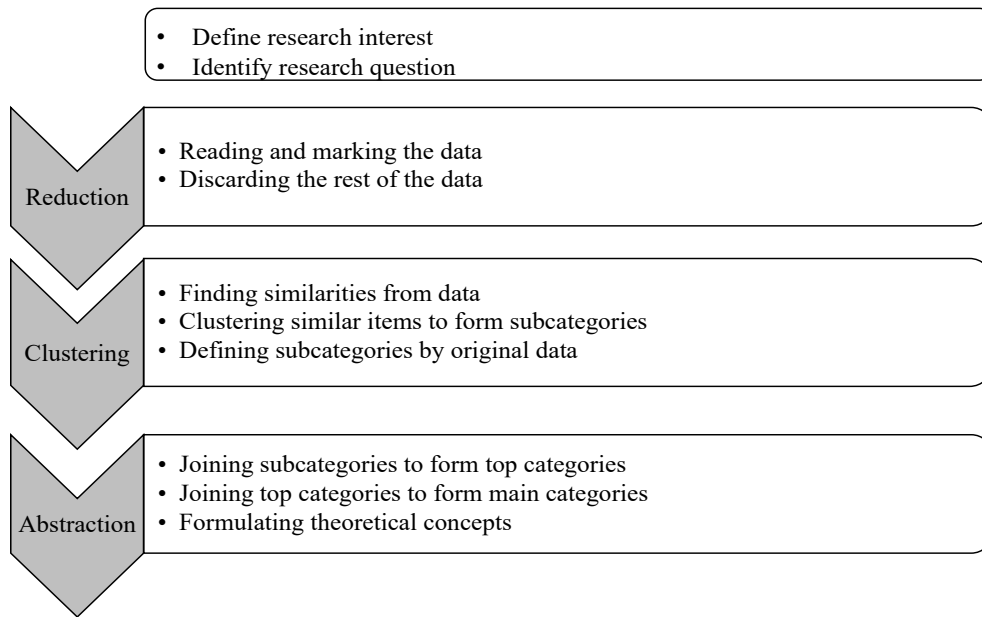 • Define research interest
• Identify research question
Reduction
• Reading and marking the data
• Discarding the rest of the data
Clustering
• Finding similarities from data
• Clustering similar items to form subcategories
• Defining subcategories by original data
Abstraction
• Joining subcategories to form top categories
• Joining top categories to form main categories
• Formulating theoretical concepts